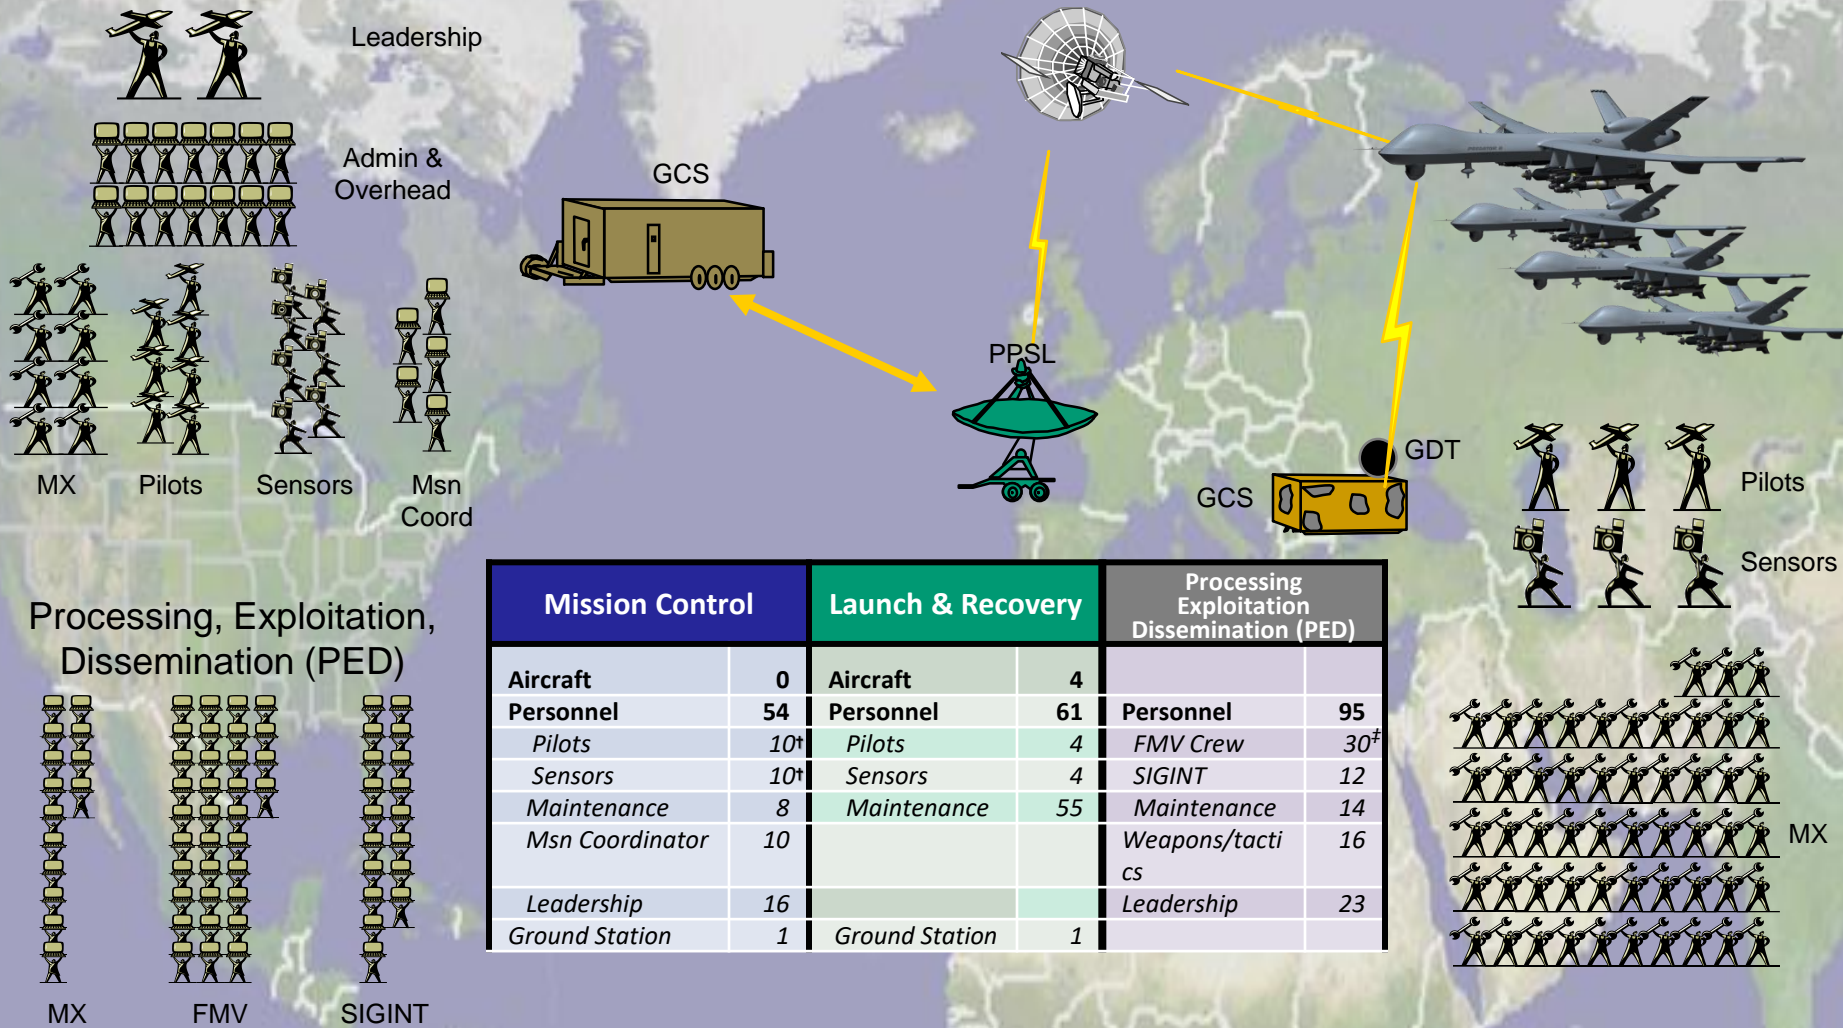 Leadership
Admin &
Overhead
GCS
MX
Pilots
Sensors
Msn
Coord
PPSL
GDT
GCS
Pilots
Sensors
MX
Processing, Exploitation,
Dissemination (PED)
MX
FMV
SIGINT
Mission Control
Launch & Recovery
Processing
Exploitation
Dissemination (PED)
Aircraft 0 Aircraft 4
Personnel 54 Personnel 61 Personnel 95
Pilots 10† Pilots 4 FMV Crew 30‡
Sensors 10† Sensors 4 SIGINT 12
Maintenance 8 Maintenance 55 Maintenance 14
Msn Coordinator 10 Weapons/tacti 16
cs
Leadership 16 Leadership 23
Ground Station 1 Ground Station 1